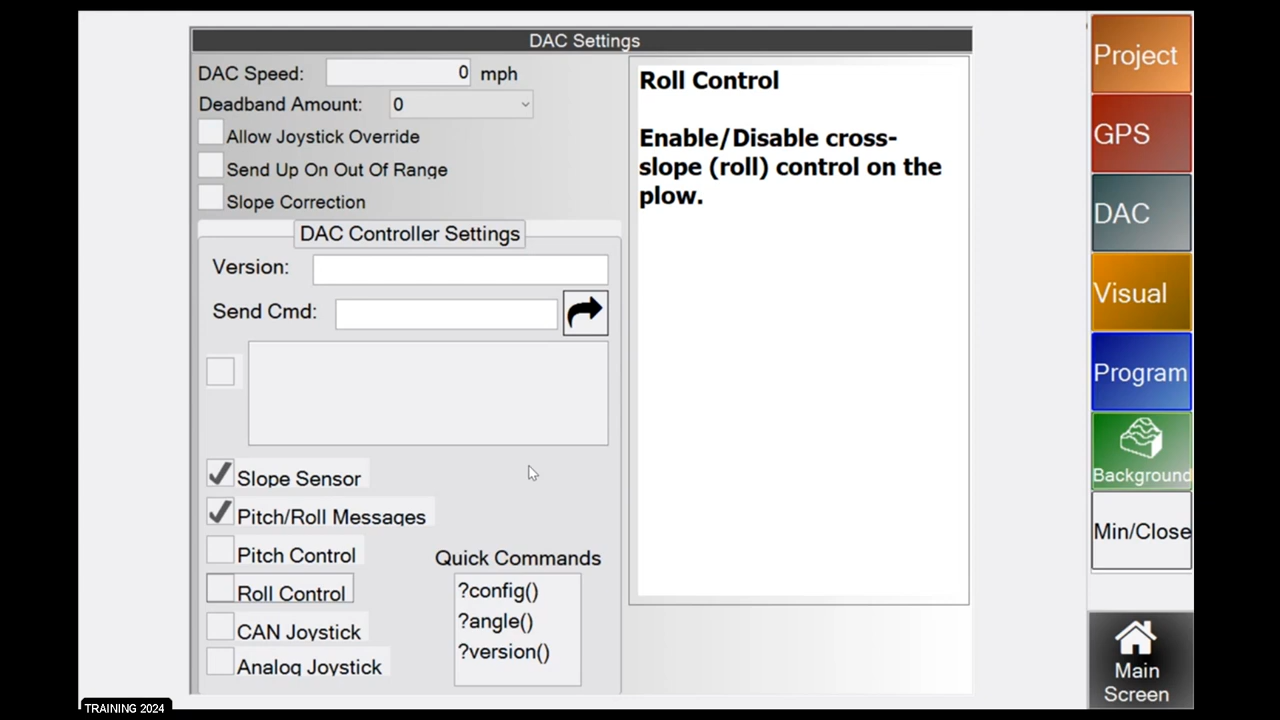 DAC Settings
DAC Speed: 0 mph
Deadband Amount: 0
Allow Joystick Override
Send Up On Out Of Range
Slope Correction
DAC Controller Settings
Version:
Send Cmd:
Slope Sensor
Pitch/Roll Messages
Pitch Control
Roll Control
CAN Joystick
Analog Joystick
Quick Commands
?config()
?angle()
?version()
Roll Control
Enable/Disable cross-
slope (roll) control on the
plow.
Project
GPS
DAC
Visual
Program
Background
Min/Close
Main
Screen
TRAINING 2024